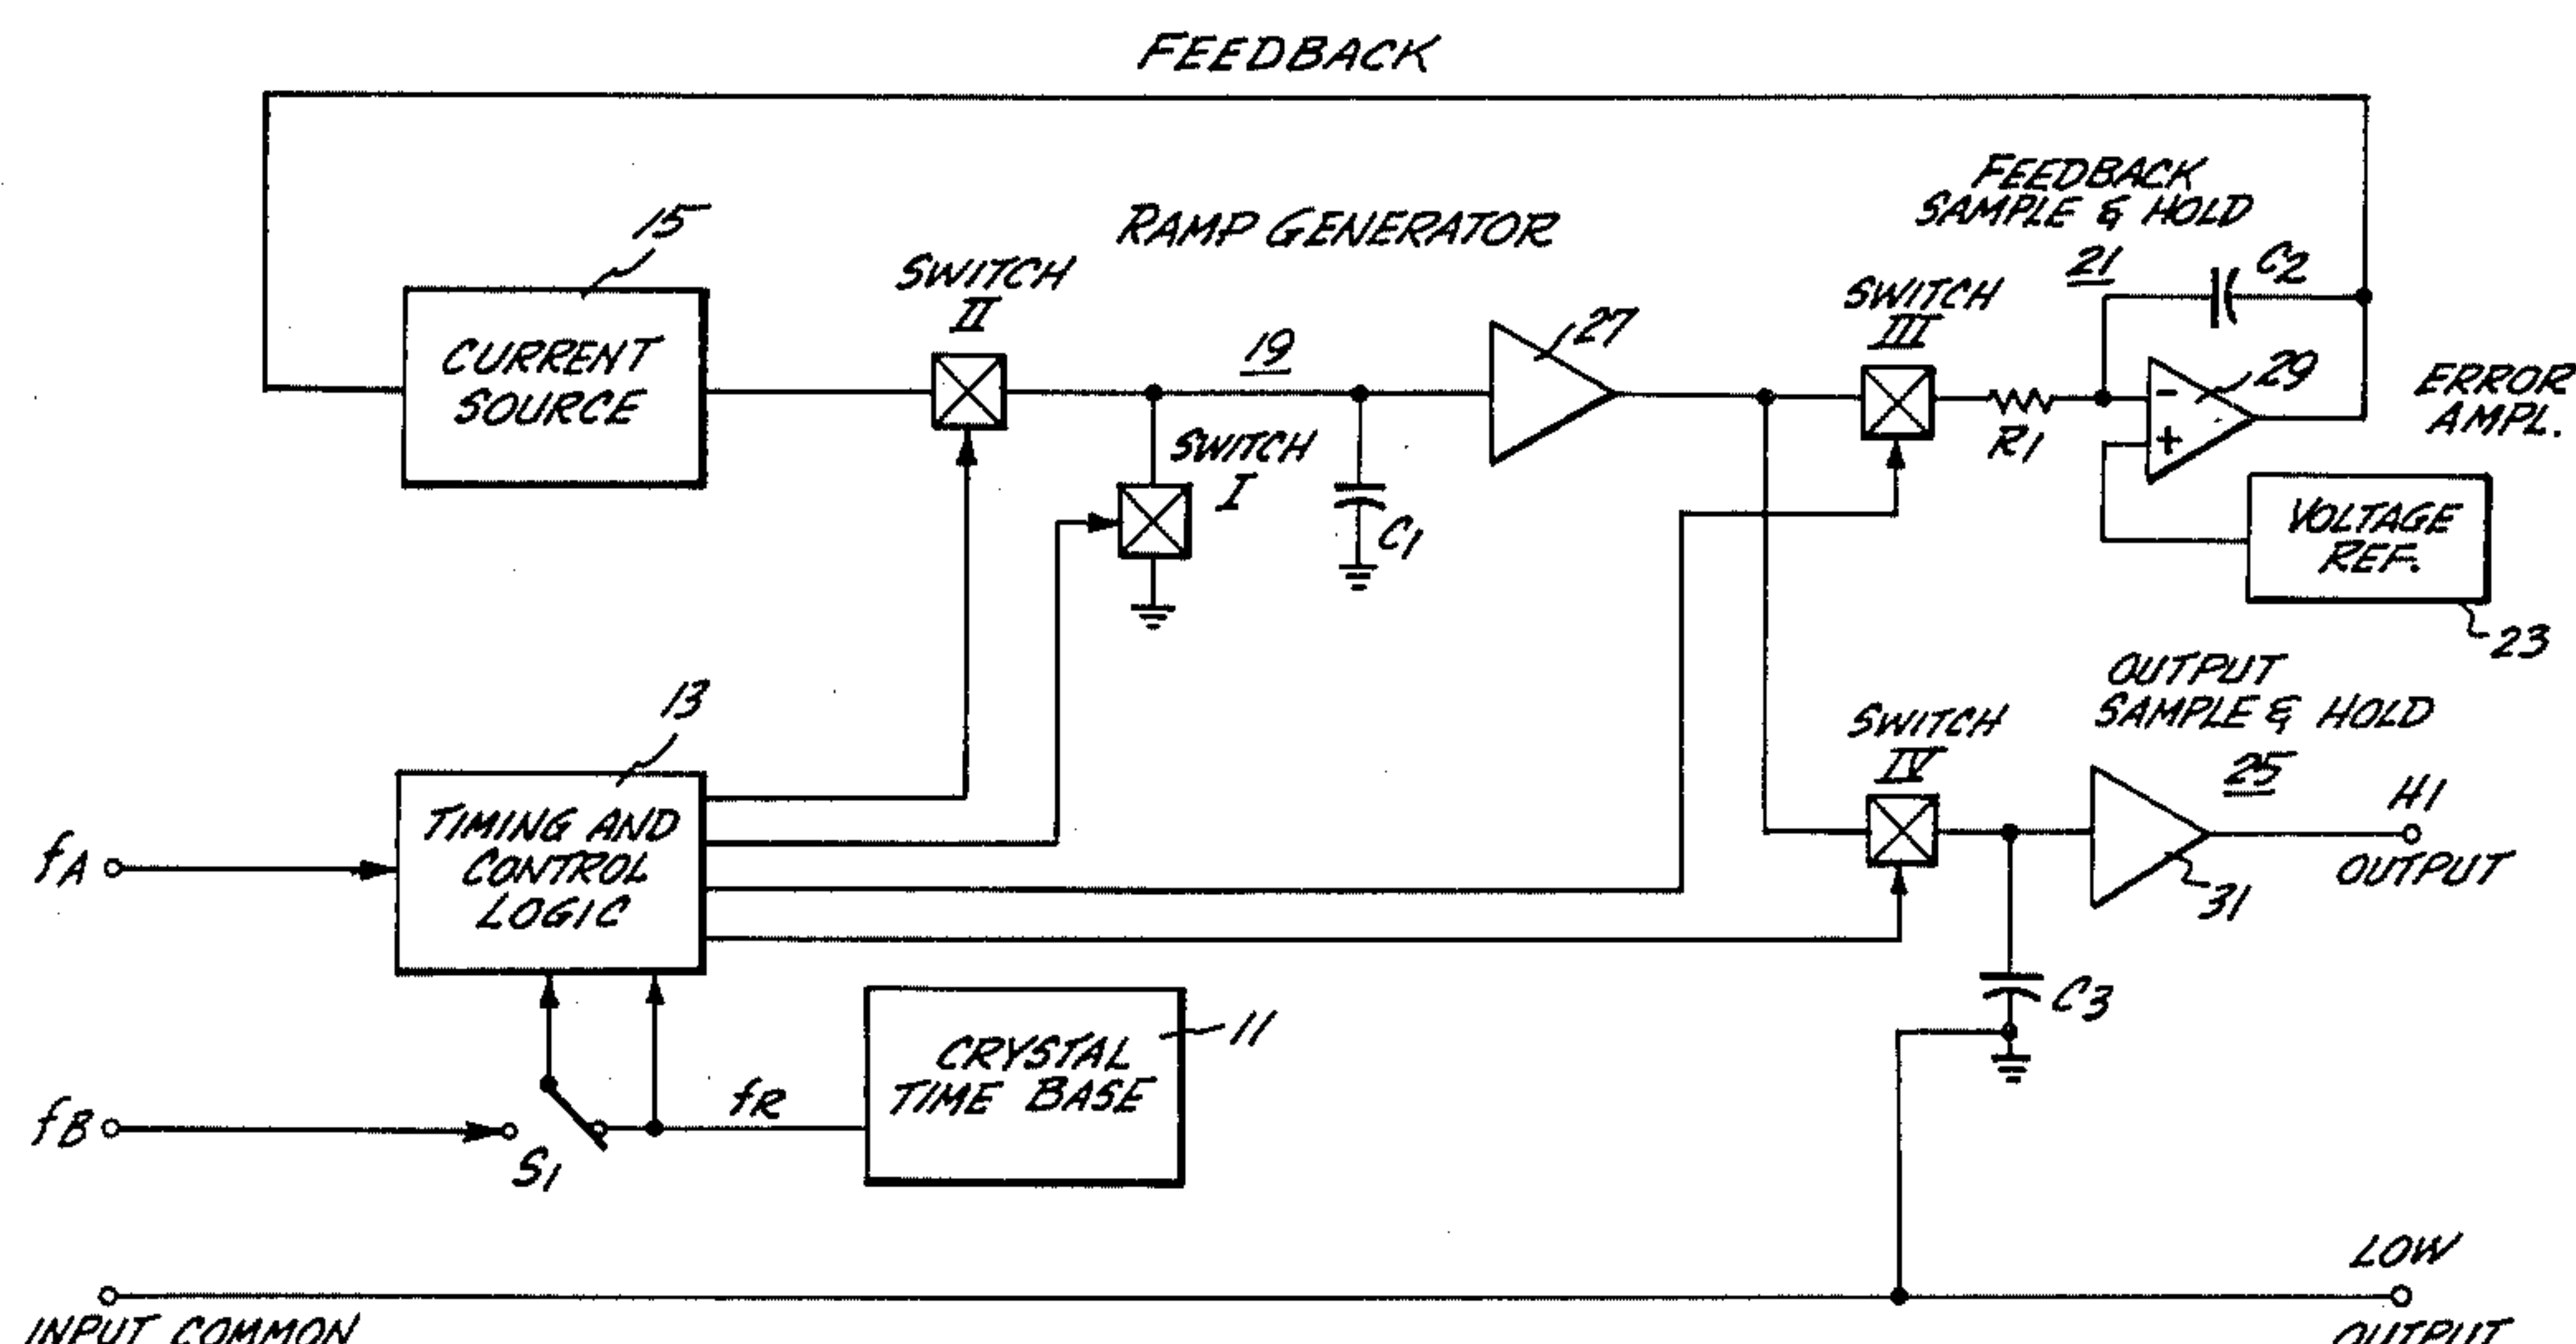 FEEDBACK
FEEDBACK
SAMPLE & HOLD
21
C2
15
RAMP GENERATOR
SWITCH
II
SWITCH
III
CURRENT
SOURCE
19
27
29
ERROR
AMPL.
SWITCH
I
C1
R1
-
+
VOLTAGE
REF.
23
13
OUTPUT
SAMPLE & HOLD
25
SWITCH
IV
HI
OUTPUT
31
fA
TIMING AND
CONTROL
LOGIC
C3
11
CRYSTAL
TIME BASE
fR
fB
S1
LOW
OUTPUT
INPUT COMMON